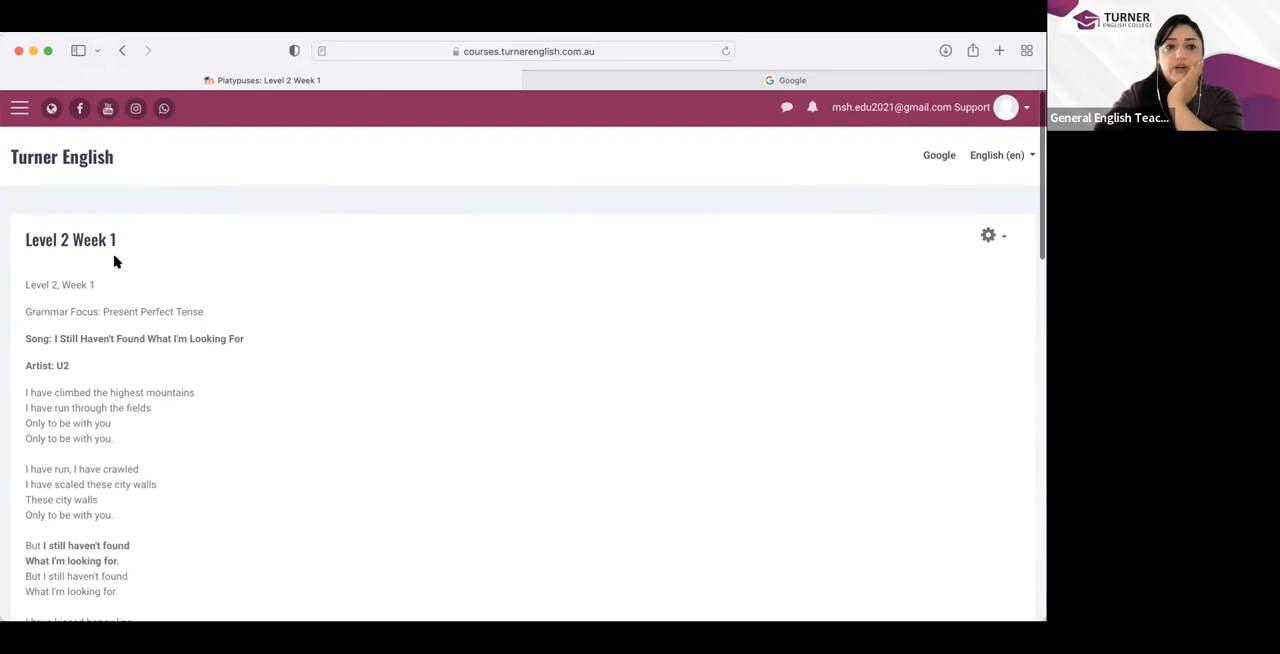 courses.turnerenglish.com.au
Platypuses: Level 2 Week 1
Google
msh.edu2021@gmail.com Support
Turner English
Google
English (en)
Level 2 Week 1
Level 2, Week 1
Grammar Focus: Present Perfect Tense
Song: I Still Haven't Found What I'm Looking For
Artist: U2
I have climbed the highest mountains
I have run through the fields
Only to be with you
Only to be with you.
I have run, I have crawled
I have scaled these city walls
These city walls
Only to be with you.
But I still haven't found
What I'm looking for.
But I still haven't found
What I'm looking for.
TURNER
ENGLISH COLLEGE
General English Teac...